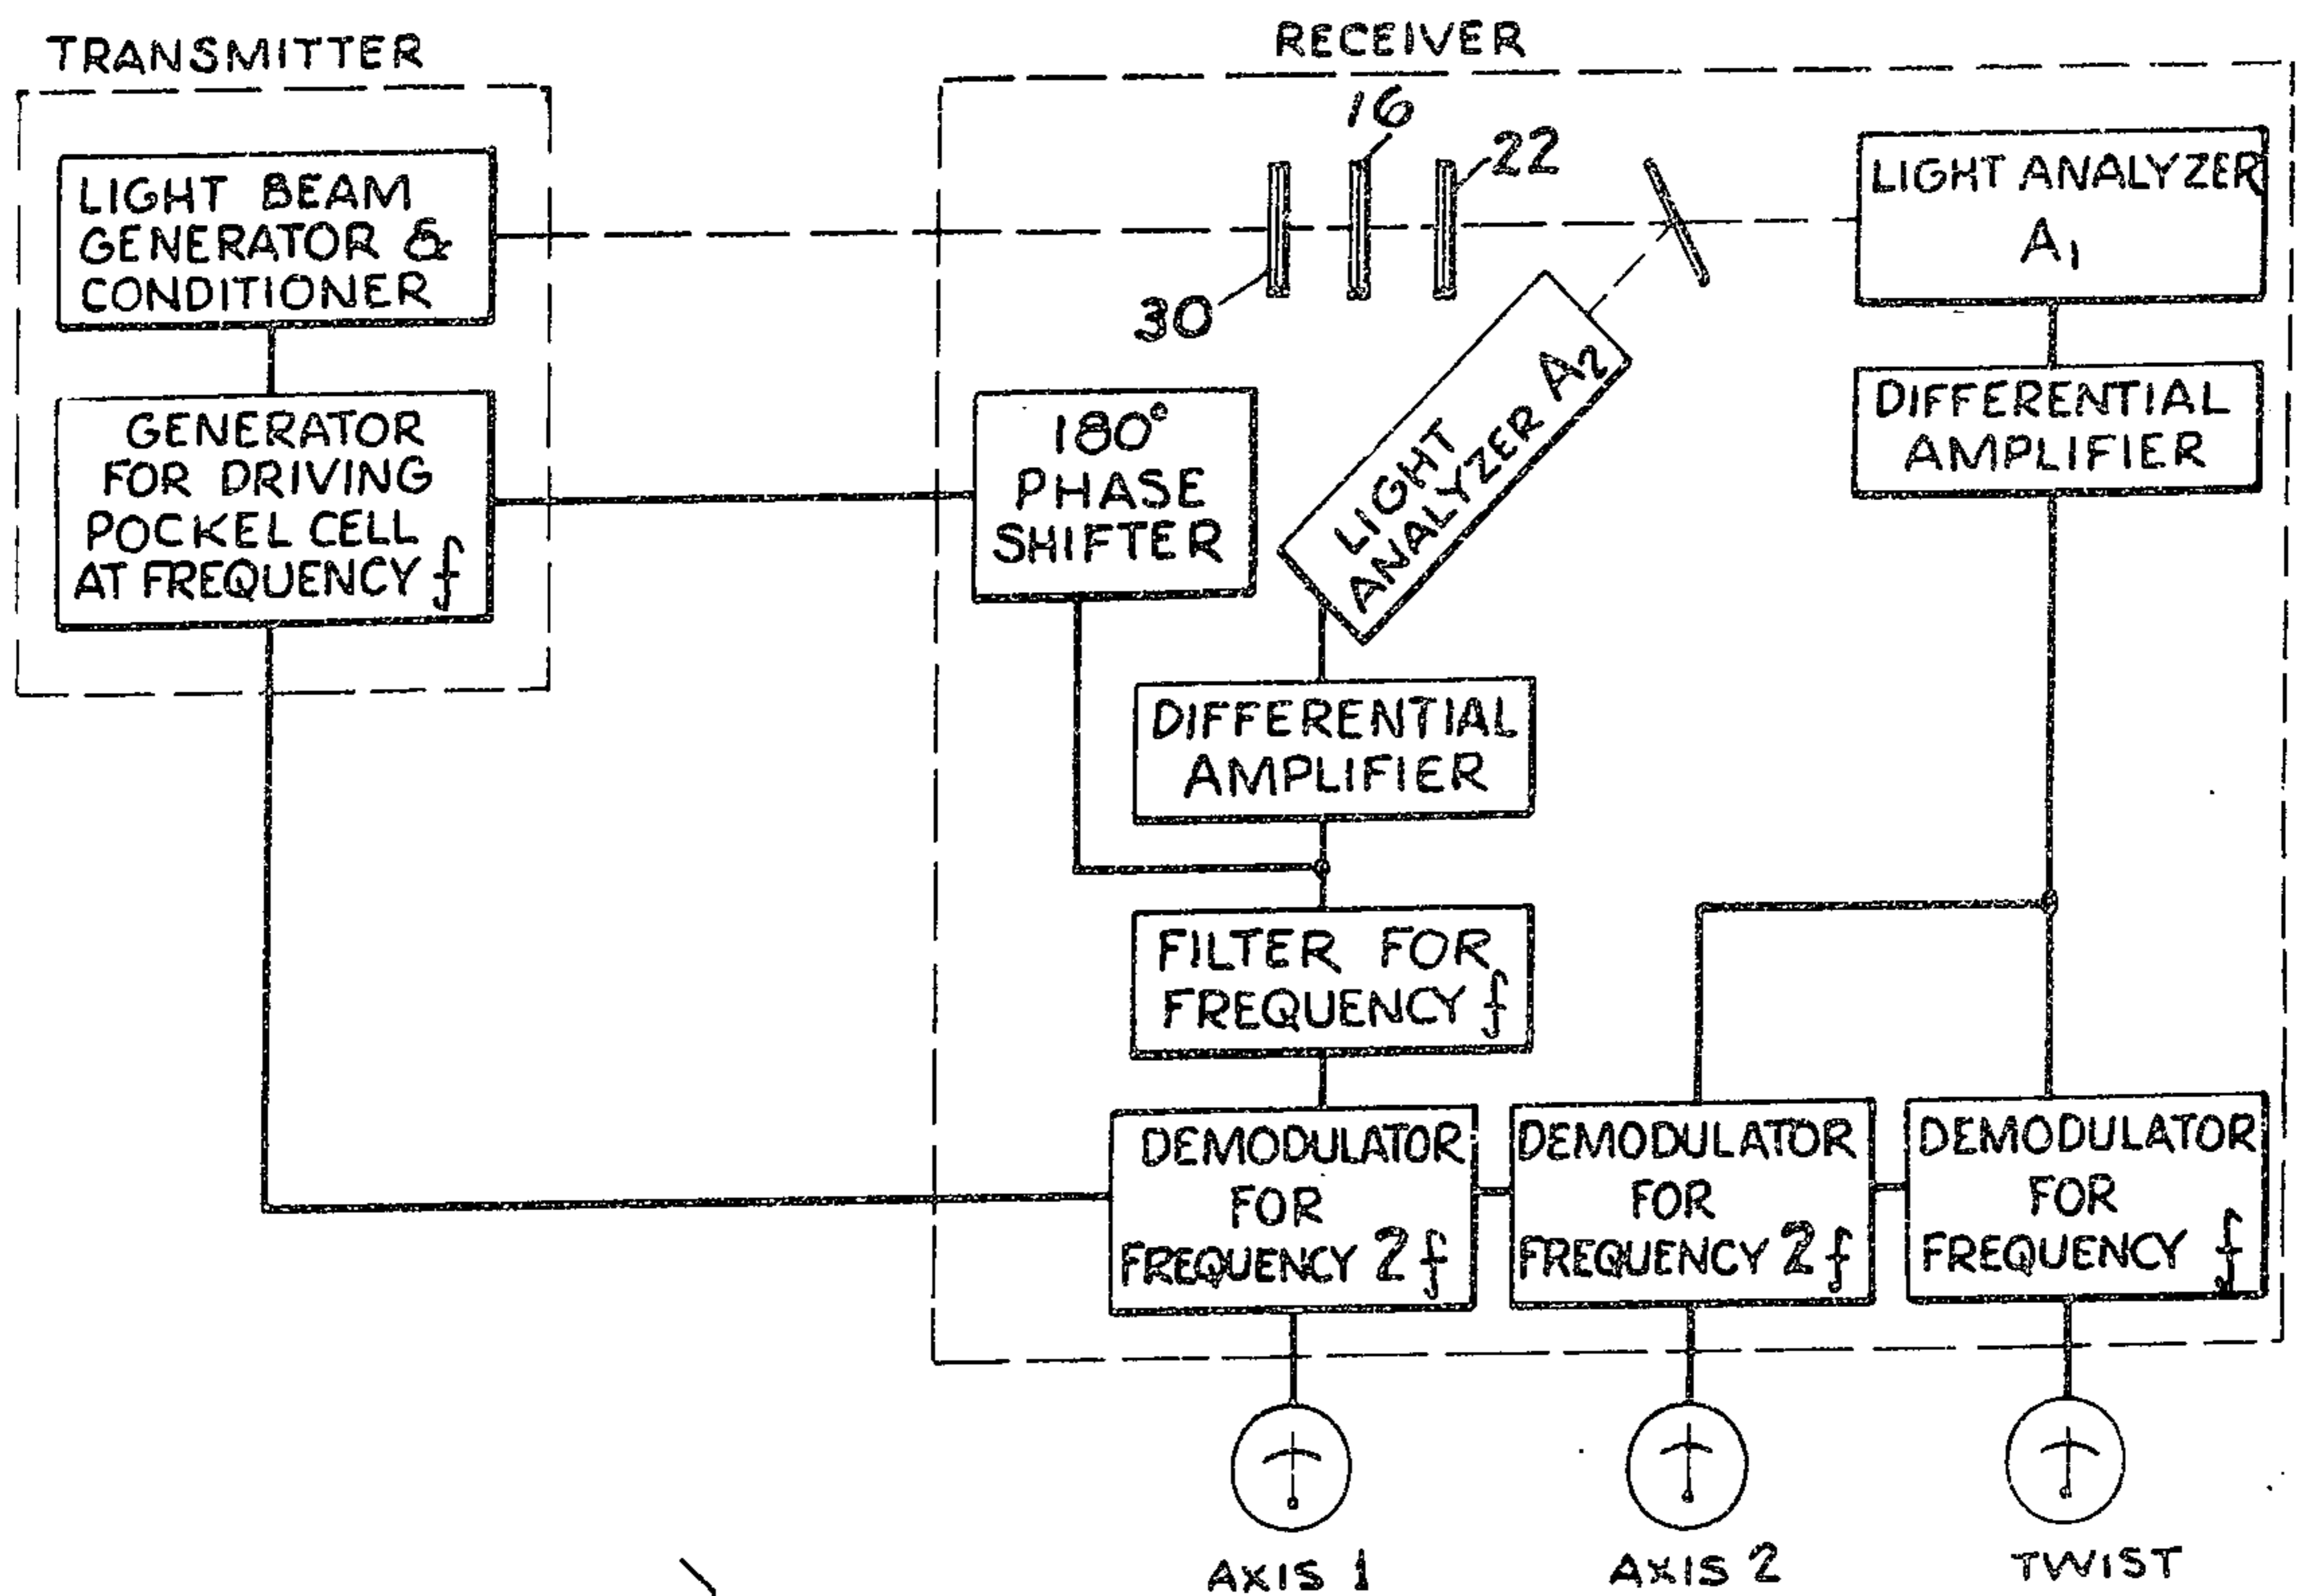 TRANSMITTER
RECEIVER
LIGHT BEAM
GENERATOR &
CONDITIONER
GENERATOR
FOR DRIVING
POCKEL CELL
AT FREQUENCY f
30
16
22
LIGHT ANALYZER
A1
DIFFERENTIAL
AMPLIFIER
180°
PHASE
SHIFTER
LIGHT
ANALYZER A2
DIFFERENTIAL
AMPLIFIER
FILTER FOR
FREQUENCY f
DEMODULATOR
FOR
FREQUENCY 2f
DEMODULATOR
FOR
FREQUENCY 2f
DEMODULATOR
FOR
FREQUENCY f
AXIS 1
AXIS 2
TWIST